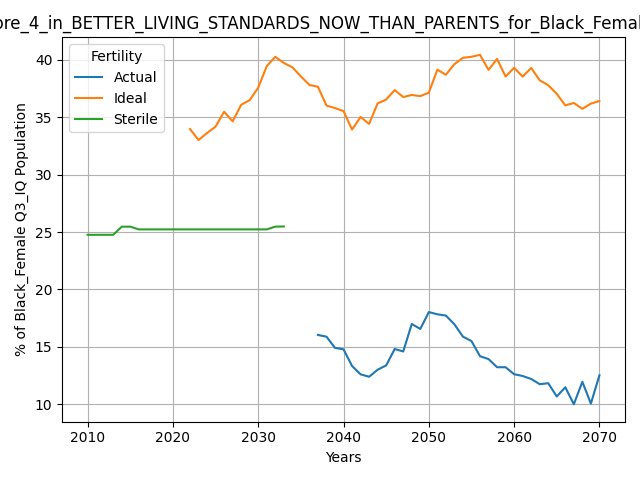 ore_4_in_BETTER_LIVING_STANDARDS_NOW_THAN_PARENTS_for_Black_Femal
Fertility
Actual
Ideal
Sterile
% of Black_Female Q3_IQ Population
40
35
30
25
20
15
10
2010 2020 2030 2040 2050 2060 2070
Years